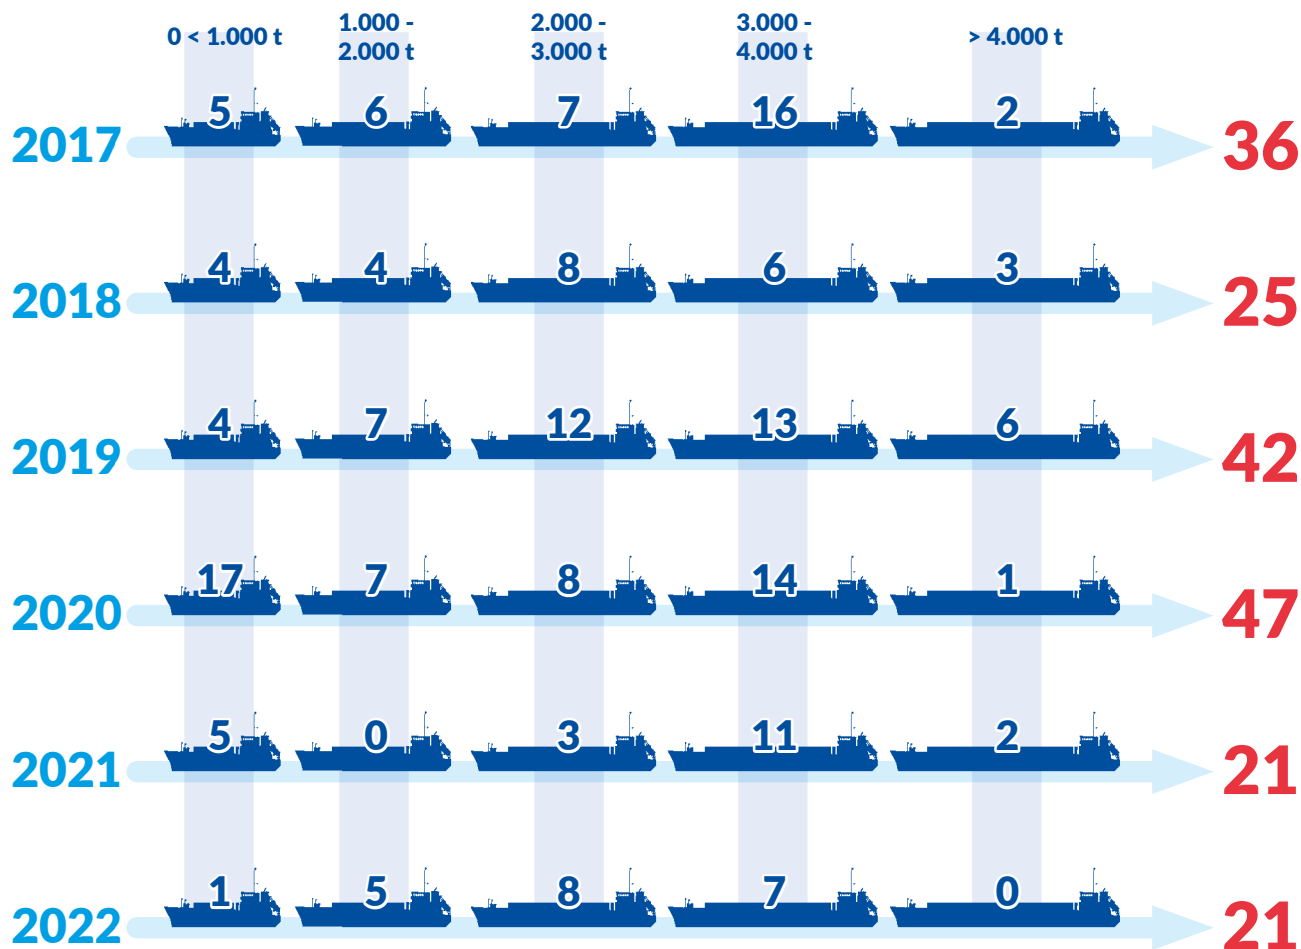 0 < 1.000 t
1.000 -
2.000 t
2.000 -
3.000 t
3.000 -
4.000 t
> 4.000 t
2017 5 6 7 16 2 36
2018 4 4 8 6 3 25
2019 4 7 12 13 6 42
2020 17 7 8 14 1 47
2021 5 0 3 11 2 21
2022 1 5 8 7 0 21